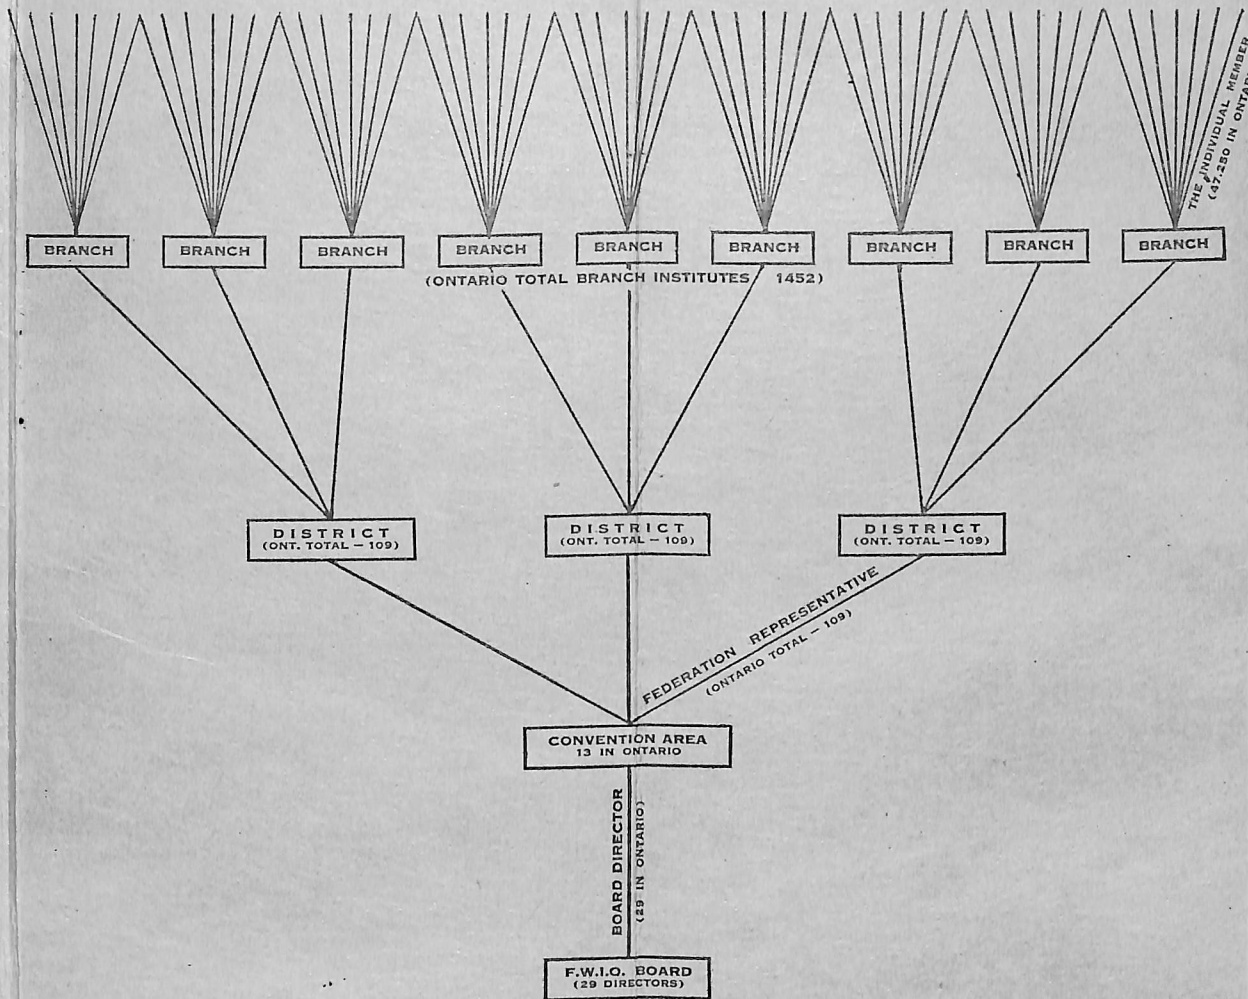 THE INDIVIDUAL MEMBER
(47,250 IN ONTARIO
BRANCH
BRANCH
BRANCH
BRANCH
BRANCH
BRANCH
BRANCH
BRANCH
BRANCH
(ONTARIO TOTAL BRANCH INSTITUTES 1452)
DISTRICT
(ONT. TOTAL — 109)
DISTRICT
(ONT. TOTAL — 109)
DISTRICT
(ONT. TOTAL — 109)
FEDERATION REPRESENTATIVE
(ONTARIO TOTAL — 109)
CONVENTION AREA
13 IN ONTARIO
BOARD DIRECTOR
(29 IN ONTARIO)
F.W.I.O. BOARD
(29 DIRECTORS)